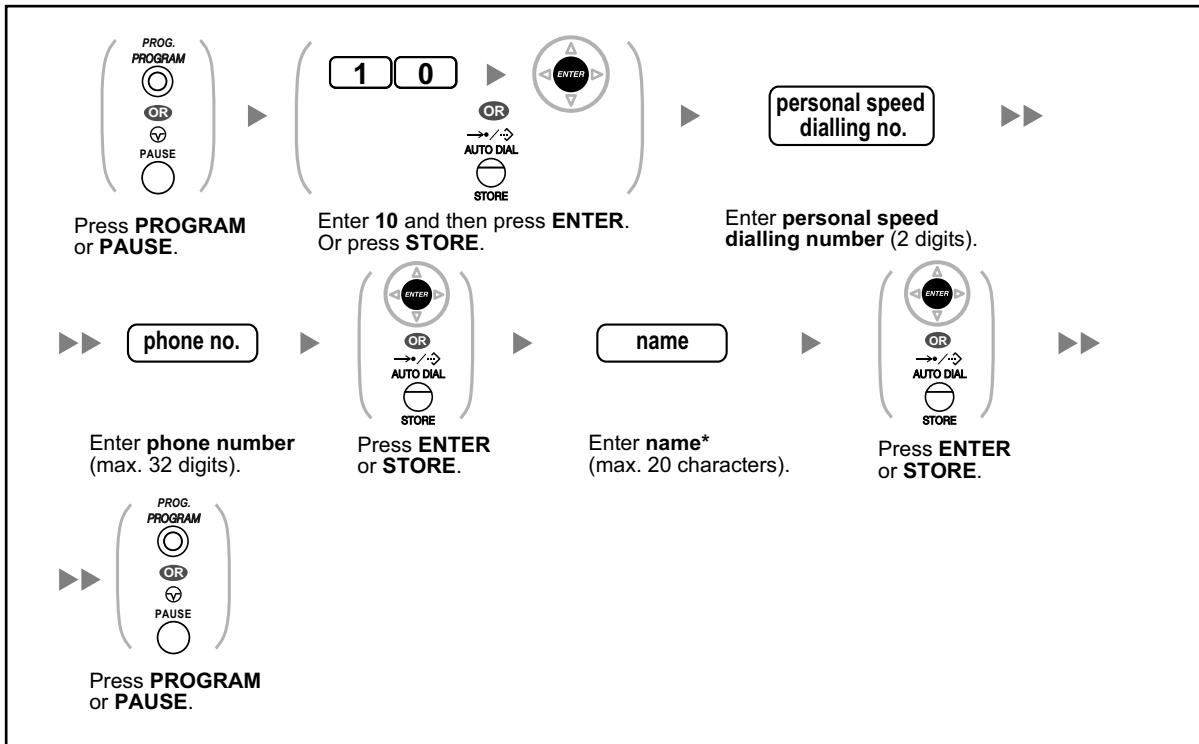 PROG.
PROGRAM
OR
PAUSE
Press PROGRAM
or PAUSE.
1 0
ENTER
OR
AUTO DIAL
STORE
Enter 10 and then press ENTER.
Or press STORE.
personal speed
dialling no.
Enter personal speed
dialling number (2 digits).
phone no.
Enter phone number
(max. 32 digits).
ENTER
OR
AUTO DIAL
STORE
Press ENTER
or STORE.
name
Enter name*
(max. 20 characters).
ENTER
OR
AUTO DIAL
STORE
Press ENTER
or STORE.
PROG.
PROGRAM
OR
PAUSE
Press PROGRAM
or PAUSE.